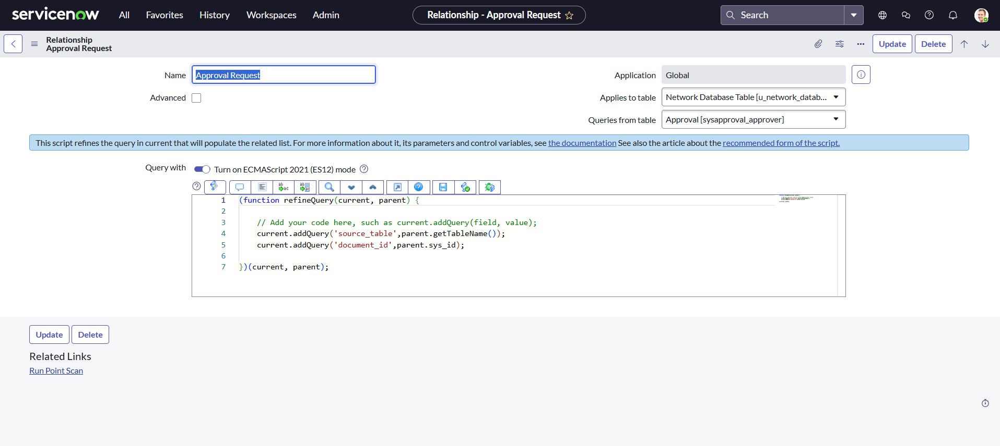 servicenow
All
Favorites
History
Workspaces
Admin
Relationship - Approval Request
Search
Relationship
Approval Request
Update
Delete
Name
Approval Request
Application
Global
Advanced
Applies to table
Network Database Table [u_network_datab...
Queries from table
Approval [sysapproval_approver]
This script refines the query in current that will populate the related list. For more information about it, its parameters and control variables, see the documentation See also the article about the recommended form of the script.
Query with
Turn on ECMAScript 2021 (ES12) mode
1 (function refineQuery(current, parent) {
2
3 // Add your code here, such as current.addQuery(field, value);
4 current.addQuery('source_table',parent.getTableName());
5 current.addQuery('document_id',parent.sys_id);
6
7 })(current, parent);
Update
Delete
Related Links
Run Point Scan